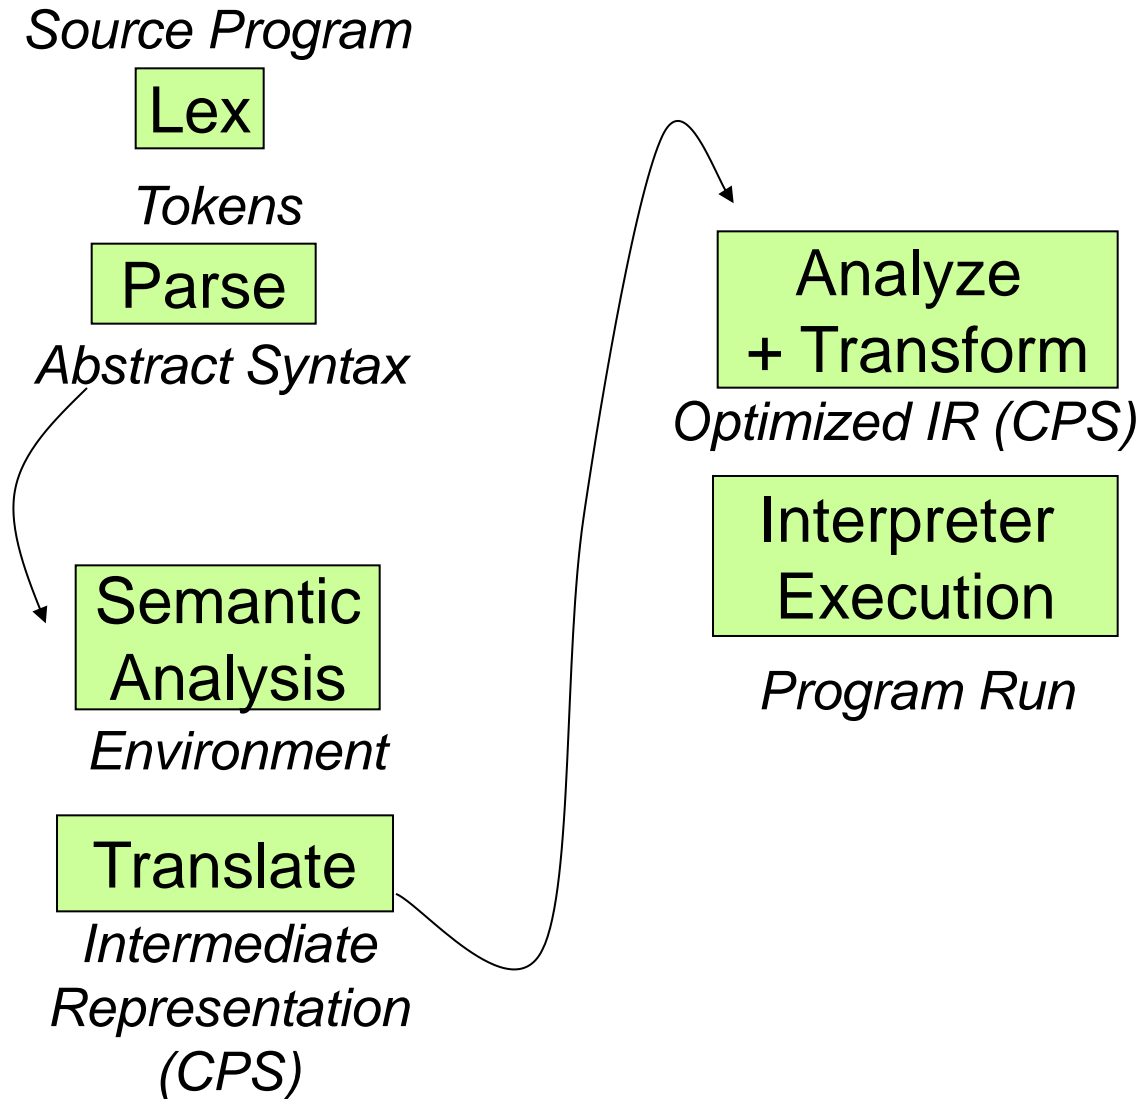 Source Program
Lex
Tokens
Parse
Abstract Syntax
Semantic
Analysis
Environment
Translate
Intermediate
Representation
(CPS)
Analyze
+ Transform
Optimized IR (CPS)
Interpreter
Execution
Program Run